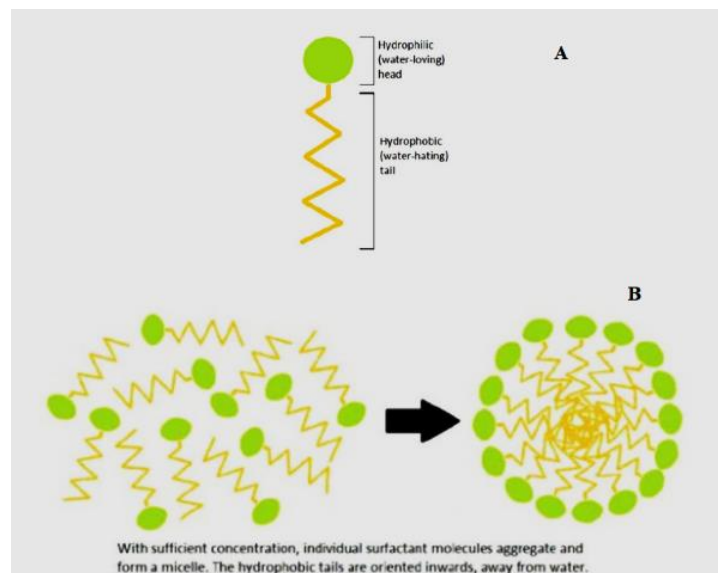 Hydrophilic
(water-loving)
head
A
Hydrophobic
(water-hating)
tail
B
With sufficient concentration, individual surfactant molecules aggregate and
form a micelle. The hydrophobic tails are oriented inwards, away from water.